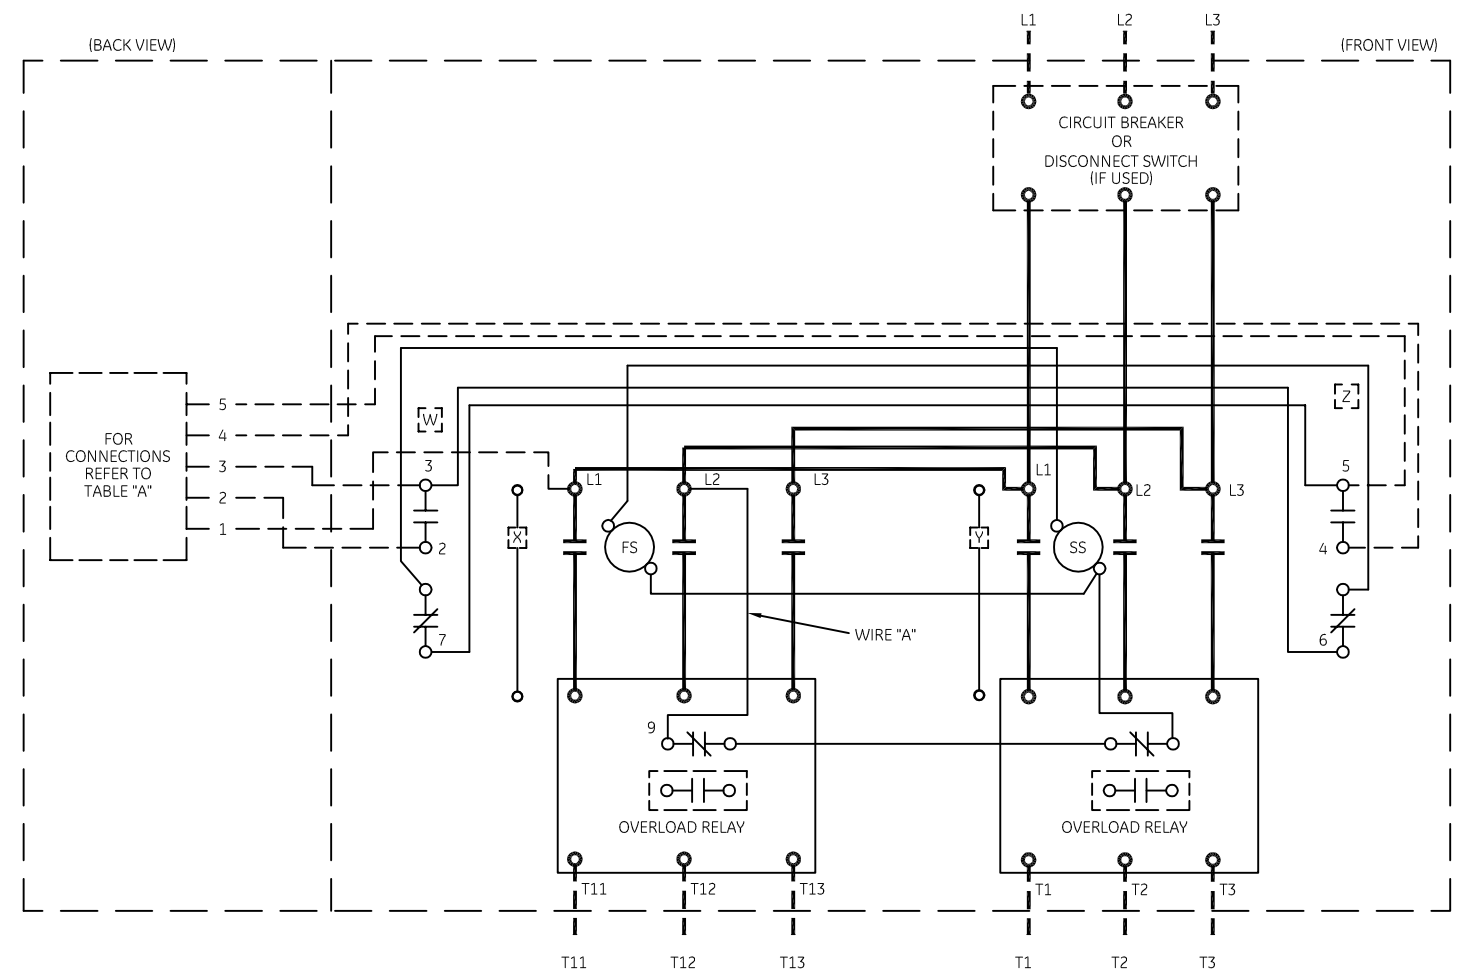 L1
L2
L3
(BACK VIEW)
(FRONT VIEW)
CIRCUIT BREAKER
OR
DISCONNECT SWITCH
(IF USED)
5
4
3
2
1
FOR
CONNECTIONS
REFER TO
TABLE "A"
W
Z
3
L1
L2
L3
L1
L2
L3
5
X
FS
Y
SS
2
4
7
6
WIRE "A"
9
OVERLOAD RELAY
OVERLOAD RELAY
T11
T12
T13
T1
T2
T3
T11
T12
T13
T1
T2
T3